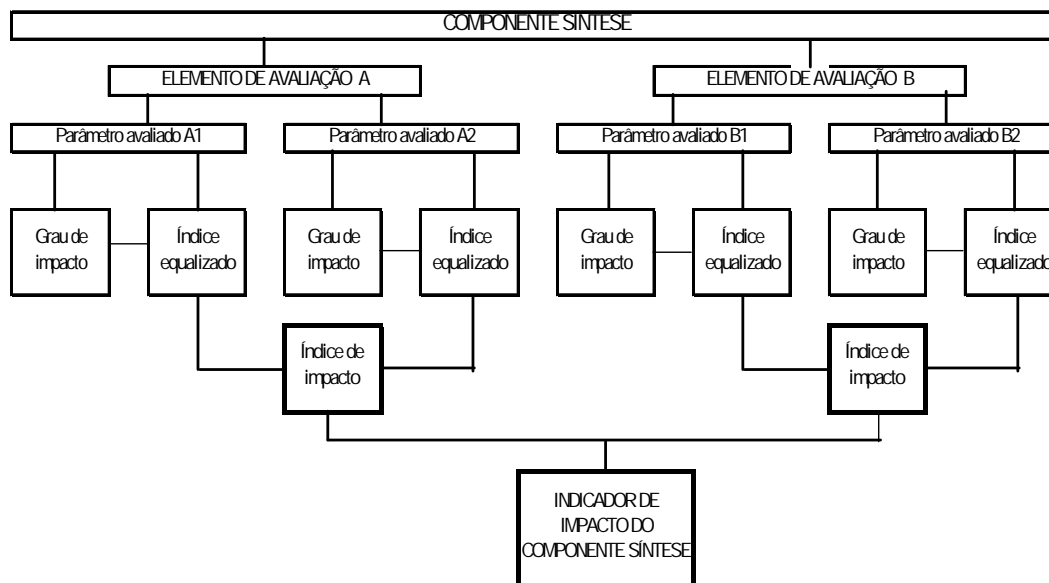 COMPONENTE SÍNTESE
ELEMENTO DE AVALIAÇÃO A
ELEMENTO DE AVALIAÇÃO B
Parâmetro avaliado A1
Parâmetro avaliado A2
Parâmetro avaliado B1
Parâmetro avaliado B2
Grau de
impacto
Índice
equalizado
Grau de
impacto
Índice
equalizado
Grau de
impacto
Índice
equalizado
Grau de
impacto
Índice
equalizado
Índice de
impacto
Índice de
impacto
INDICADOR DE
IMPACTO DO
COMPONENTE SÍNTESE